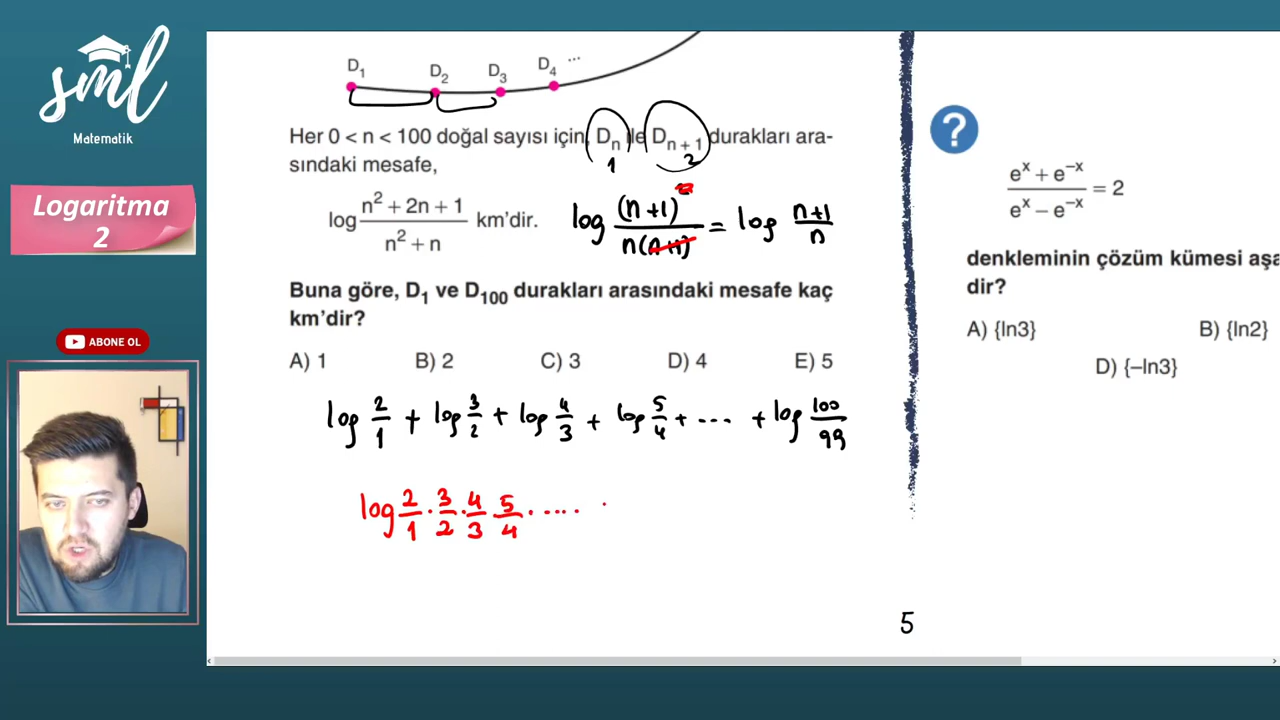 sml
Matematik
Logaritma
2
ABONE OL
D1 D2 D3 D4 ...
Her 0 < n < 100 doğal sayısı için, Dn ile Dn + 1 durakları ara-
sındaki mesafe,
1 2
log (n² + 2n + 1)/(n² + n) km'dir.
log (n+1)²/(n(n+1)) = log (n+1)/n
Buna göre, D1 ve D100 durakları arasındaki mesafe kaç
km'dir?
A) 1 B) 2 C) 3 D) 4 E) 5
log 2/1 + log 3/2 + log 4/3 + log 5/4 + ... + log 100/99
log 2/1 · 3/2 · 4/3 5/4 · ....
5
?
(eˣ + e⁻ˣ)/(eˣ − e⁻ˣ) = 2
denkleminin çözüm kümesi aşa
dir?
A) {ln3} B) {ln2}
D) {–ln3}